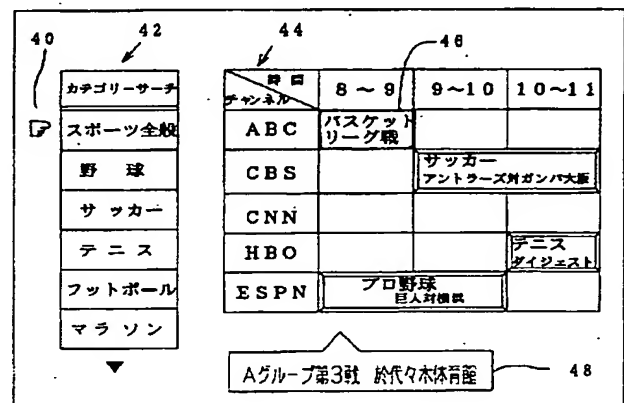 40
42
44
46
カテゴリーサーチ
スポーツ全般
野 球
サッカー
テニス
フットボール
マラソン
時間
チャンネル
8～9
9～10
10～11
ABC
バスケット
リーグ戦
CBS
サッカー
アントラーズ対ガンバ大阪
CNN
HBO
テニス
ダイジェスト
ESPN
プロ野球
巨人対横浜
Aグループ第3戦 於代々木体育館
48